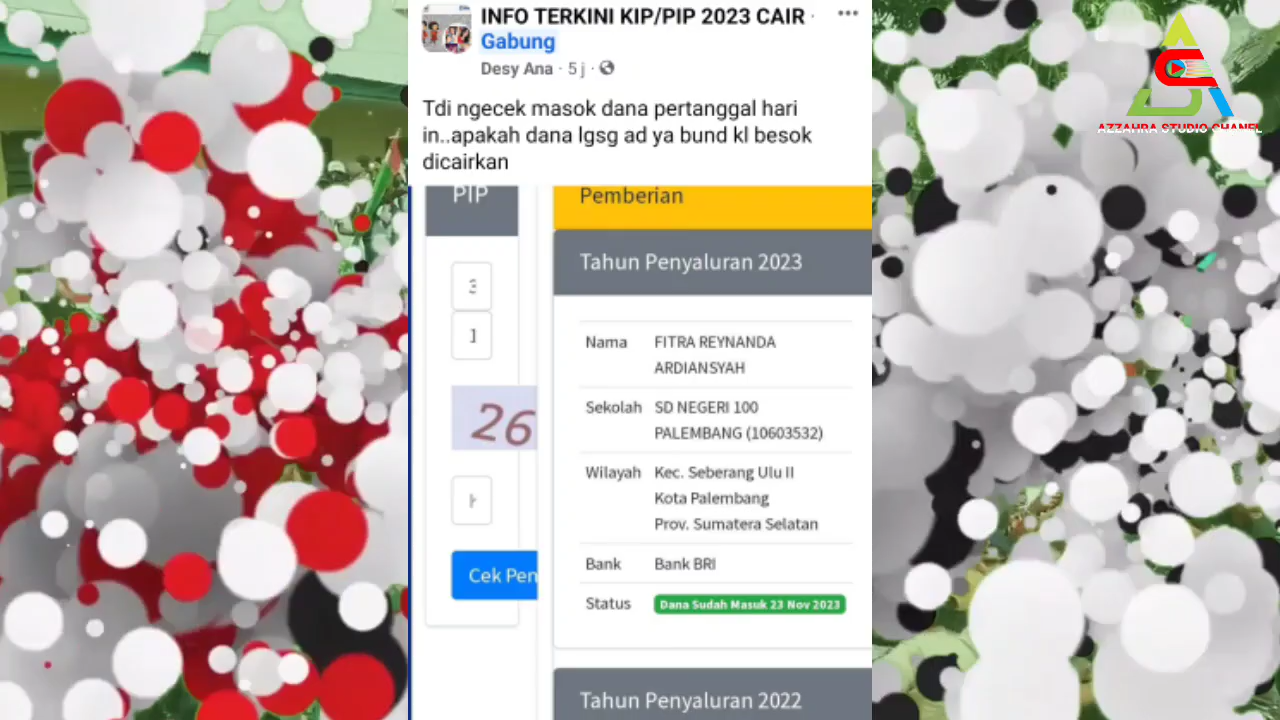 INFO TERKINI KIP/PIP 2023 CAIR ·
Gabung
Desy Ana · 5 j ·
Tdi ngecek masok dana pertanggal hari
in..apakah dana lgsg ad ya bund kl besok
dicairkan
PIP
26
Cek Pen
Pemberian
Tahun Penyaluran 2023
Nama FITRA REYNANDA
ARDIANSYAH
Sekolah SD NEGERI 100
PALEMBANG (10603532)
Wilayah Kec. Seberang Ulu II
Kota Palembang
Prov. Sumatera Selatan
Bank Bank BRI
Status Dana Sudah Masuk 23 Nov 2023
Tahun Penyaluran 2022
AZZAHRA STUDIO CHANEL